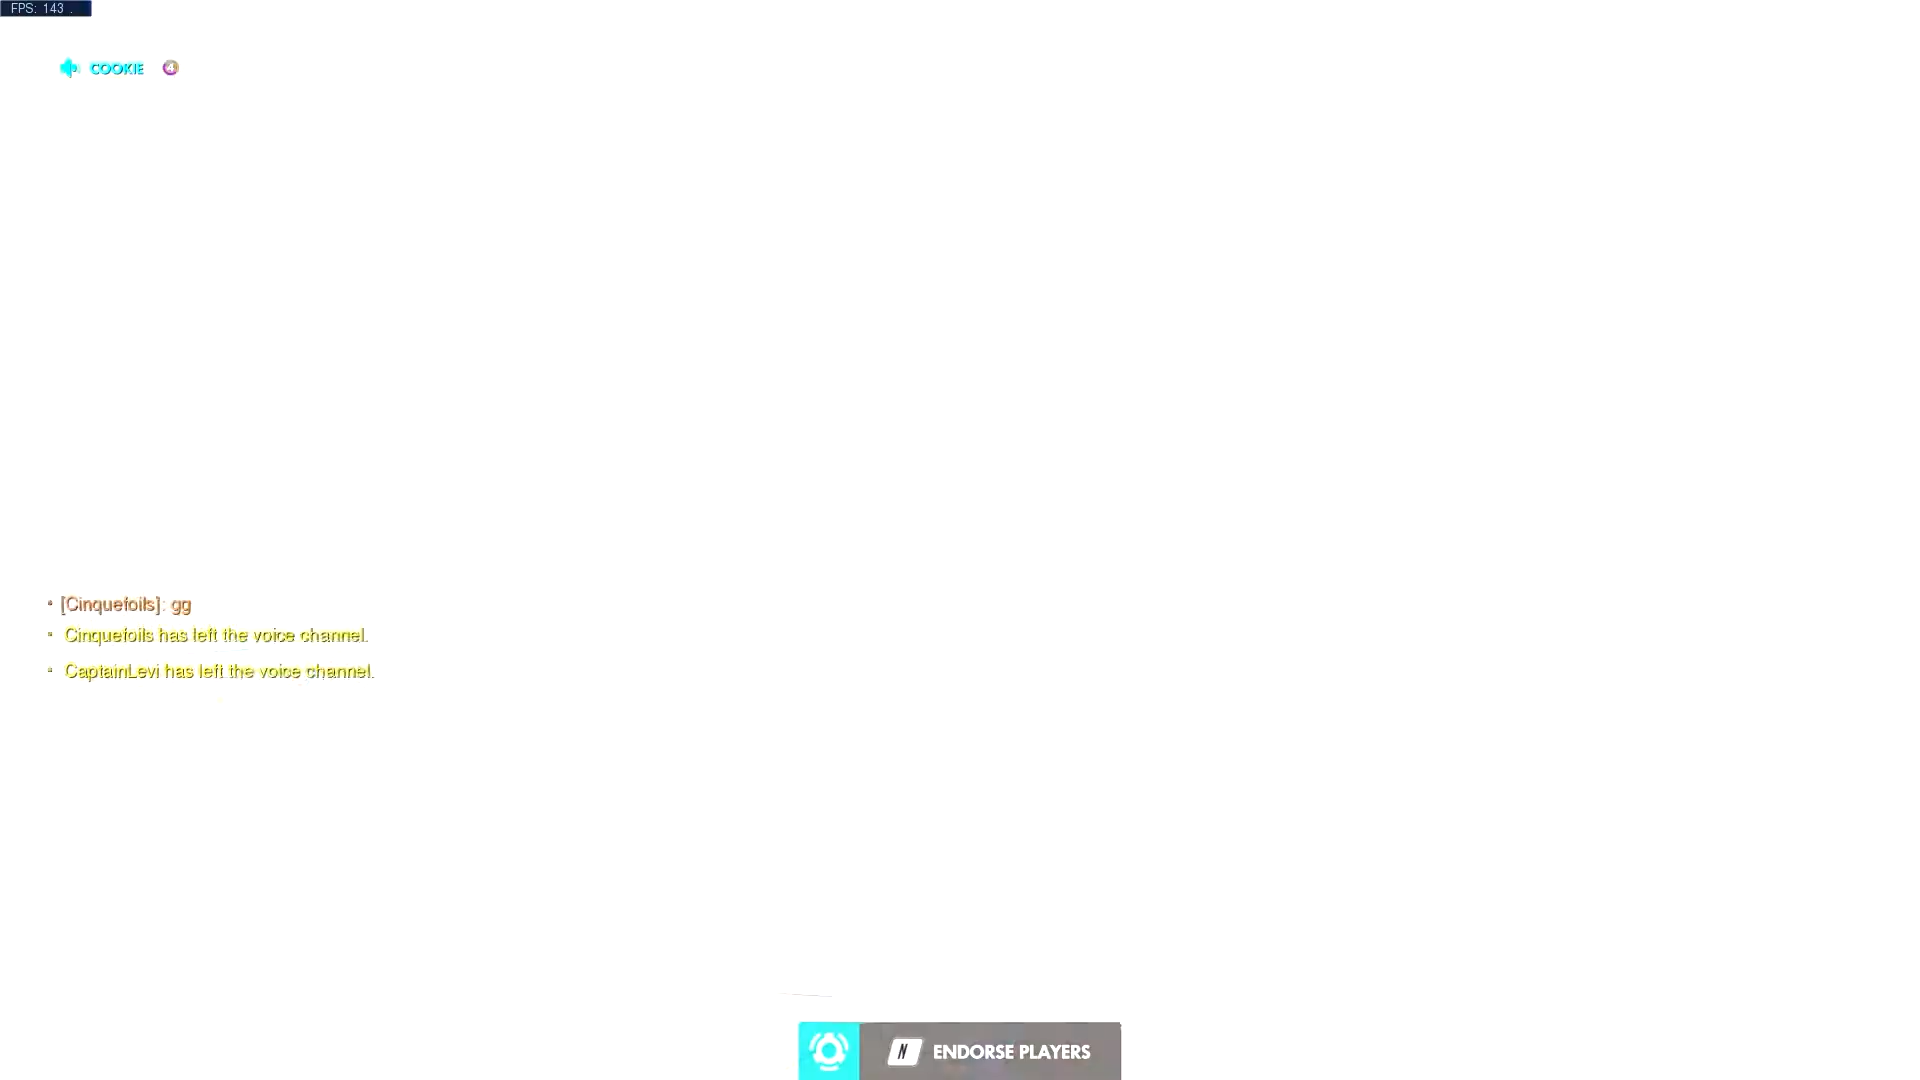 FPS: 143 .
COOKIE 4
[Cinquefoils]: gg
Cinquefoils has left the voice channel.
CaptainLevi has left the voice channel.
N ENDORSE PLAYERS